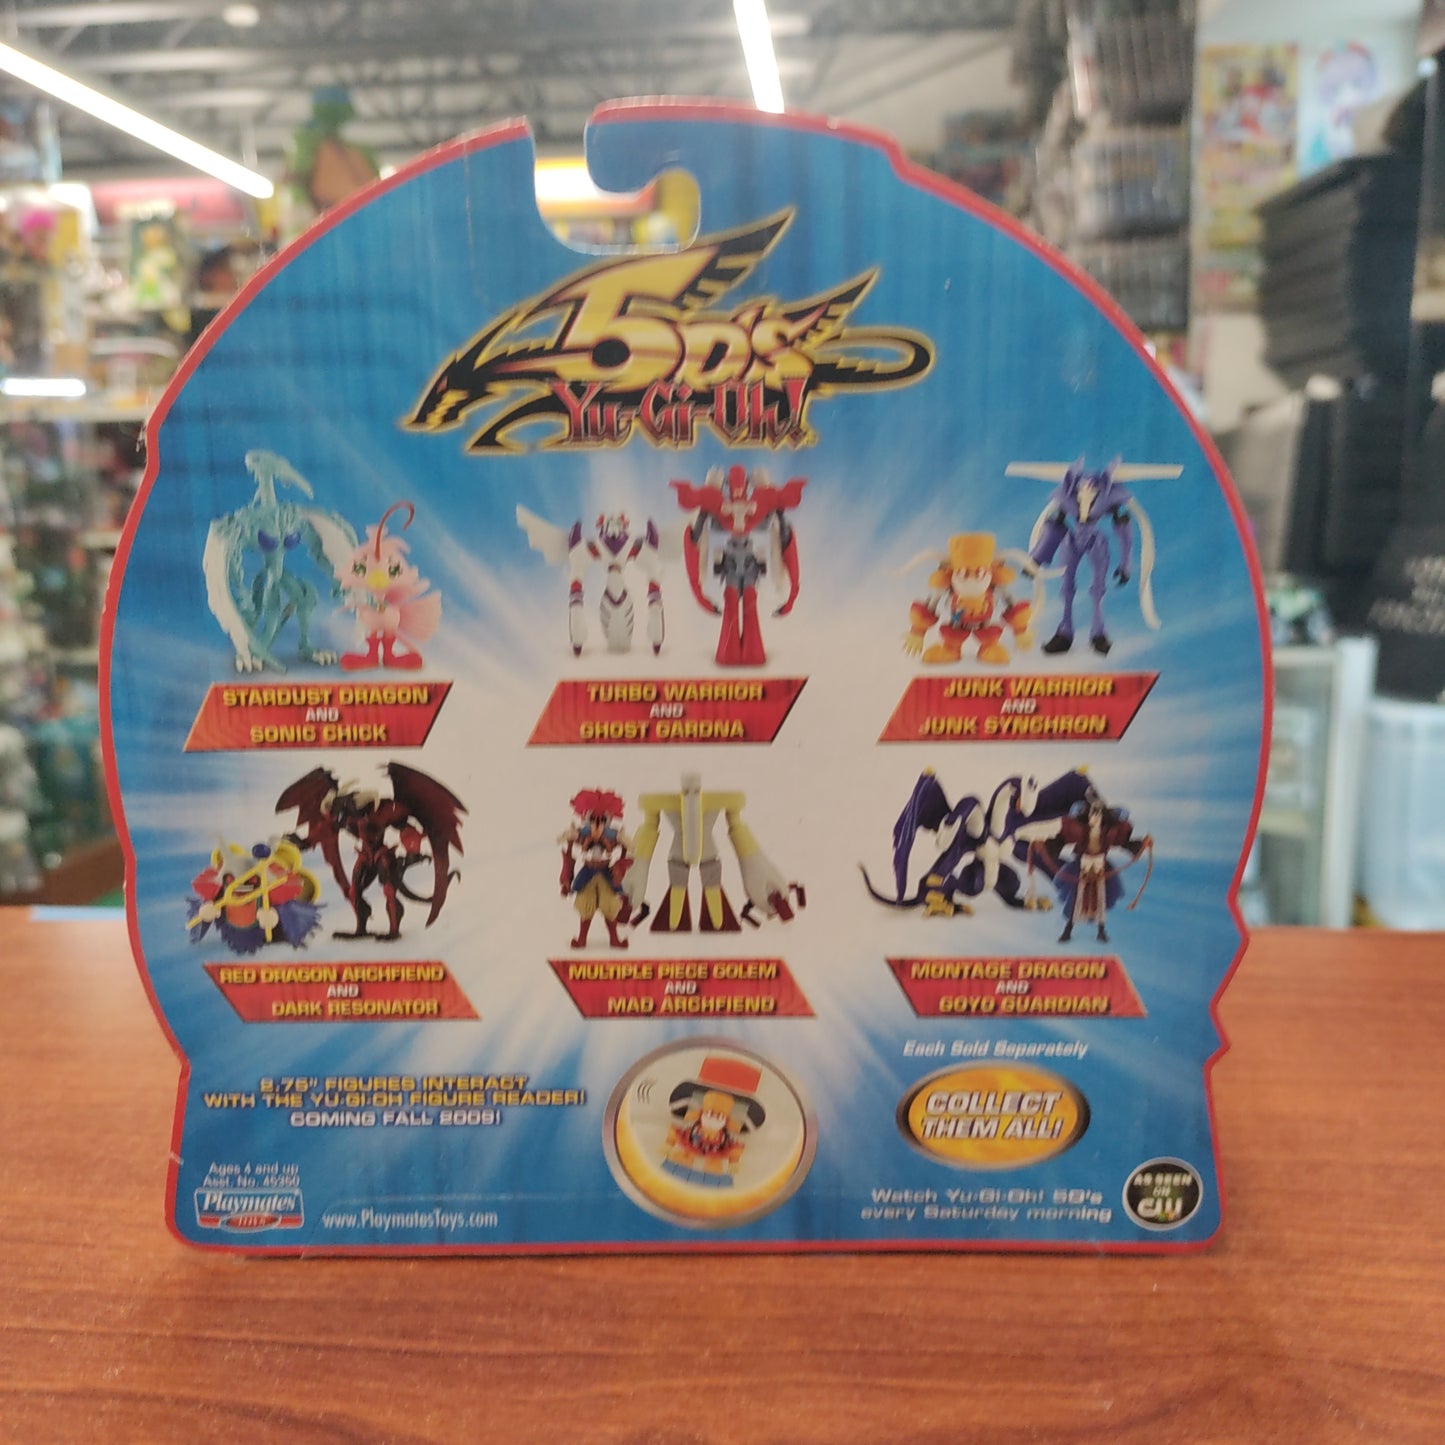 5D's
Yu-Gi-Oh!
STARDUST DRAGON
AND
SONIC CHICK
TURBO WARRIOR
AND
GHOST GARDNA
JUNK WARRIOR
AND
JUNK SYNCHRON
RED DRAGON ARCHFIEND
AND
DARK RESONATOR
MULTIPLE PIECE GOLEM
AND
MAD ARCHFIEND
MONTAGE DRAGON
AND
GOYO GUARDIAN
2.75" FIGURES INTERACT
WITH THE YU-GI-OH FIGURE READER!
COMING FALL 2009!
Each Sold Separately
COLLECT
THEM ALL!
Ages 4 and up
Asst. No. 45350
Playmates
TOYS
www.PlaymatesToys.com
Watch Yu-Gi-Oh! 5D's
every Saturday morning
AS SEEN
ON
CW